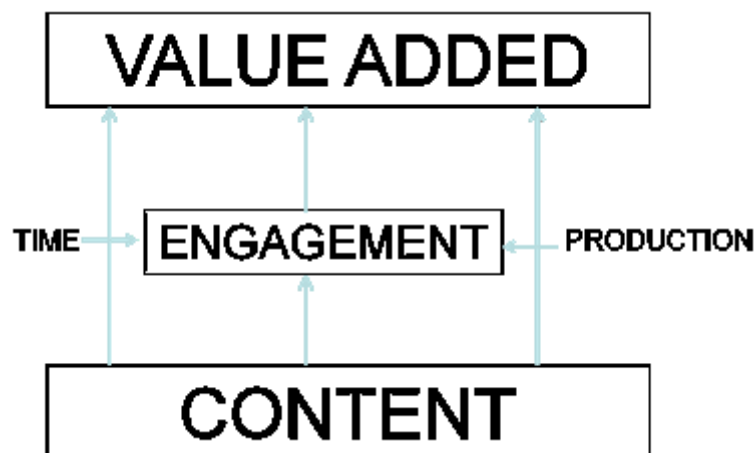 VALUE ADDED
TIME
ENGAGEMENT
PRODUCTION
CONTENT